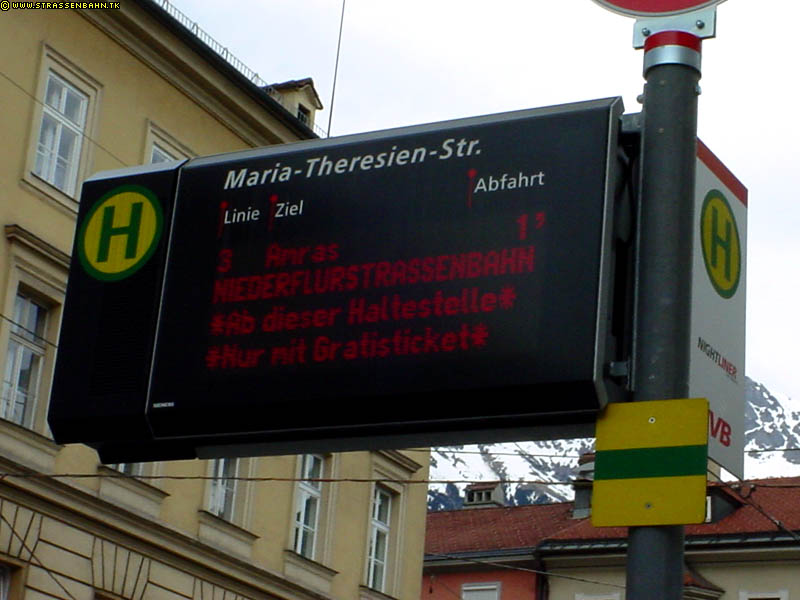 © WWW.STRASSENBAHN.TK
Maria-Theresien-Str.
Linie Ziel Abfahrt
H
3 Amras 1'
NIEDERFLURSTRASSENBAHN
*Ab dieser Haltestelle*
*Nur mit Gratisticket*
SIEMENS
H
NIGHTLINER
IVB